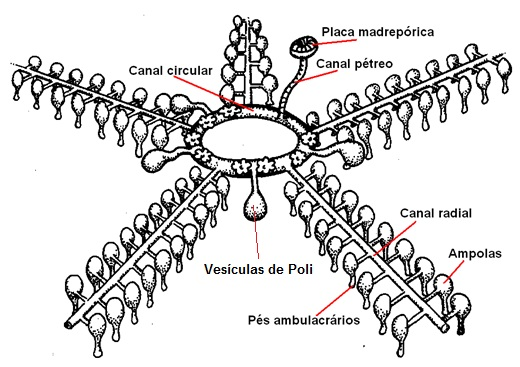 Placa madrepórica
Canal pétreo
Canal circular
Canal radial
Ampolas
Vesículas de Poli
Pés ambulacrários